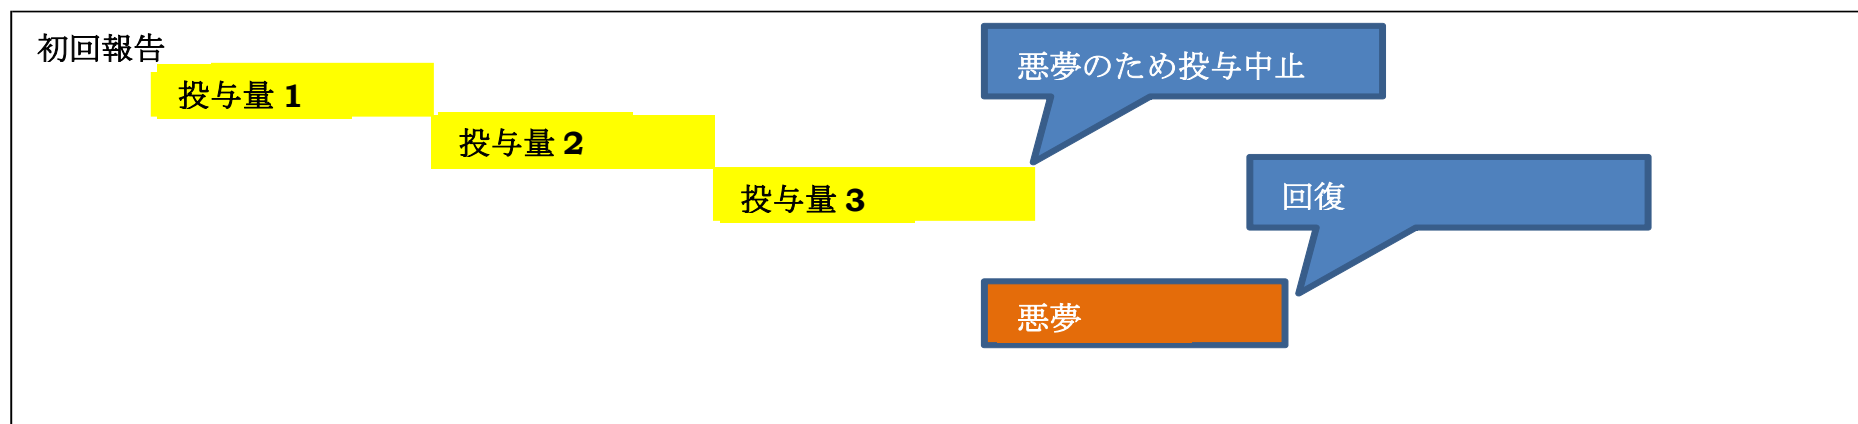 初回報告
投与量 1
投与量 2
投与量 3
悪夢のため投与中止
回復
悪夢